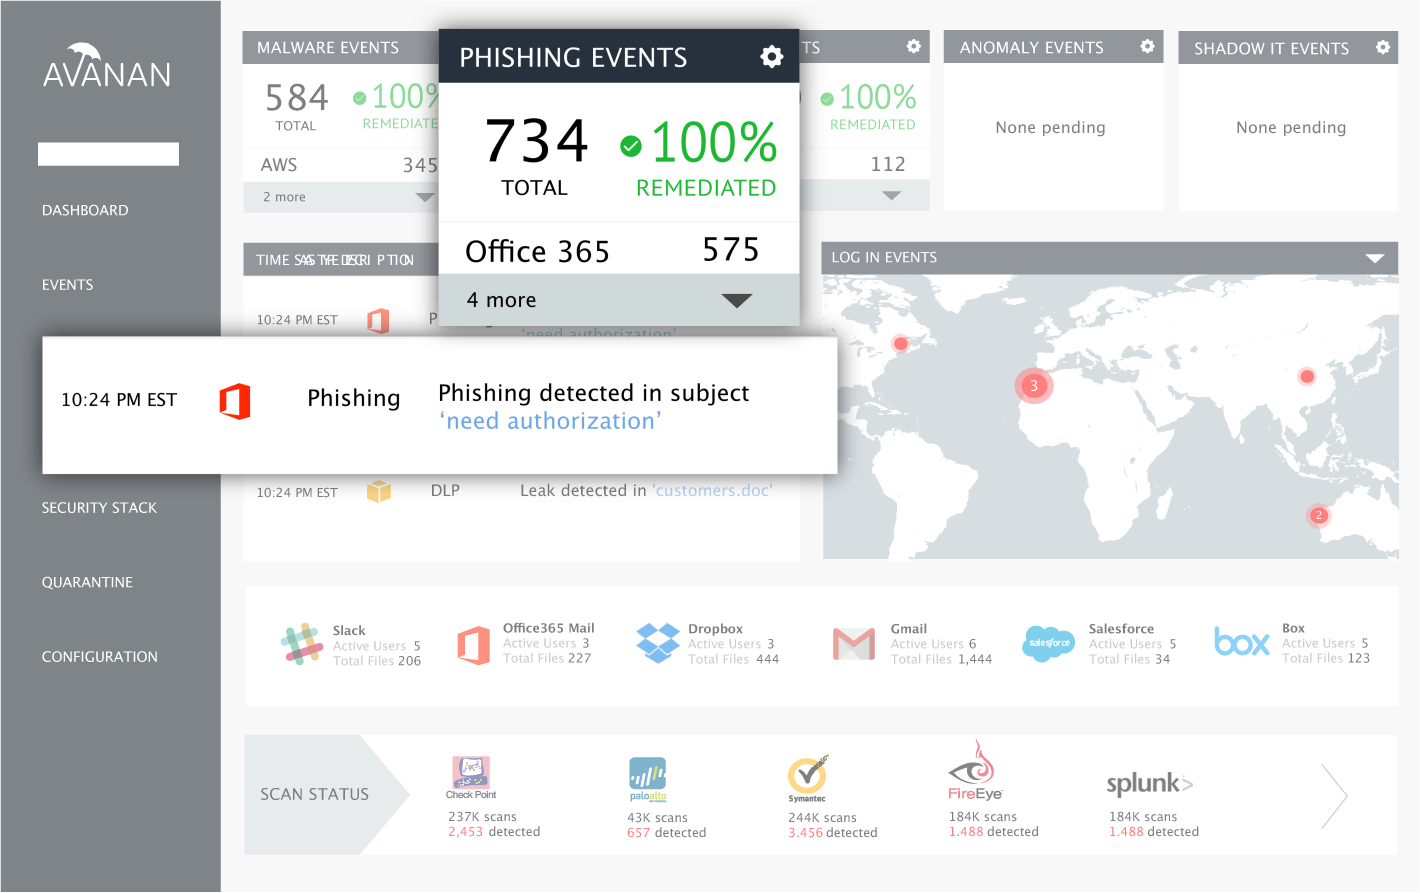 AVANAN
DASHBOARD
EVENTS
SECURITY STACK
QUARANTINE
CONFIGURATION
MALWARE EVENTS
584
TOTAL
100%
REMEDIATED
AWS 345
2 more
PHISHING EVENTS
734
TOTAL
100%
REMEDIATED
Office 365 575
4 more
TS
100%
REMEDIATED
112
ANOMALY EVENTS
None pending
SHADOW IT EVENTS
None pending
TIME
10:24 PM EST
'need authorization'
10:24 PM EST Phishing Phishing detected in subject
‘need authorization’
10:24 PM EST DLP Leak detected in 'customers.doc'
LOG IN EVENTS
3
2
Slack
Active Users 5
Total Files 206
Office365 Mail
Active Users 3
Total Files 227
Dropbox
Active Users 3
Total Files 444
Gmail
Active Users 6
Total Files 1,444
salesforce
Salesforce
Active Users 5
Total Files 34
box
Box
Active Users 5
Total Files 123
SCAN STATUS
Check Point
237K scans
2,453 detected
paloalto
43K scans
657 detected
Symantec
244K scans
3.456 detected
FireEye
184K scans
1.488 detected
splunk>
184K scans
1.488 detected